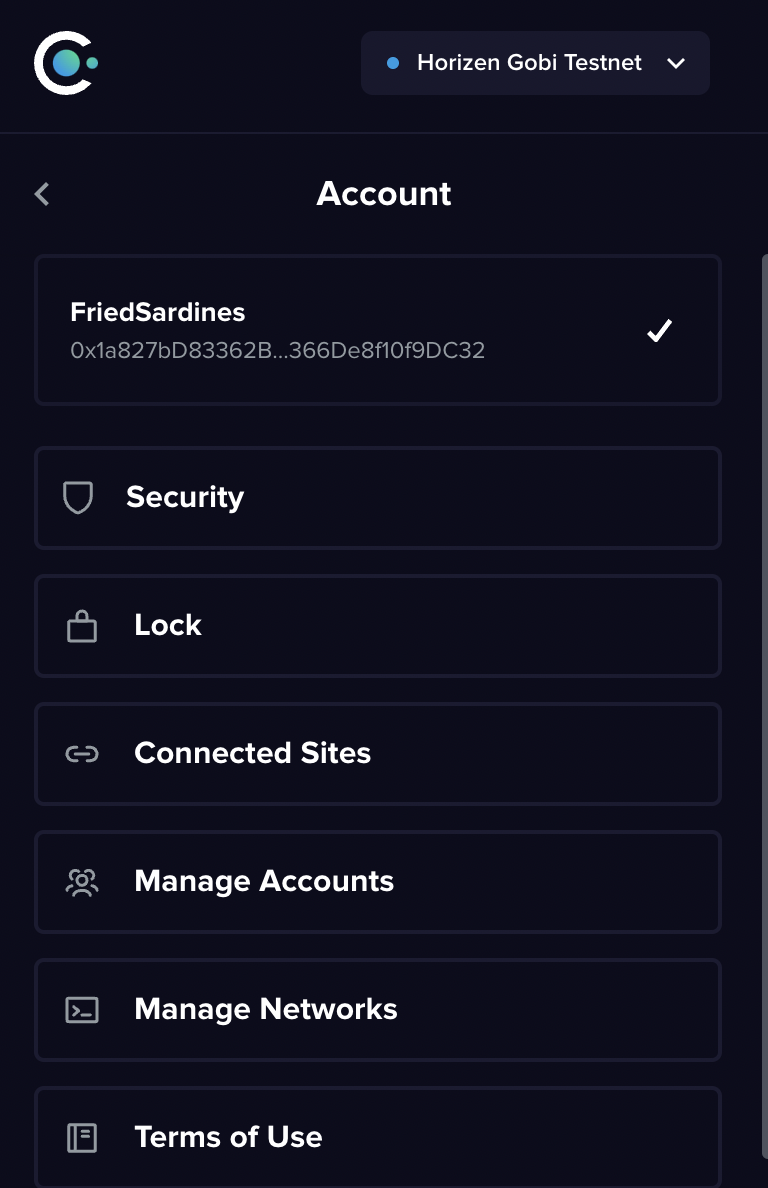 Horizen Gobi Testnet
Account
FriedSardines
0x1a827bD83362B...366De8f10f9DC32
Security
Lock
Connected Sites
Manage Accounts
Manage Networks
Terms of Use